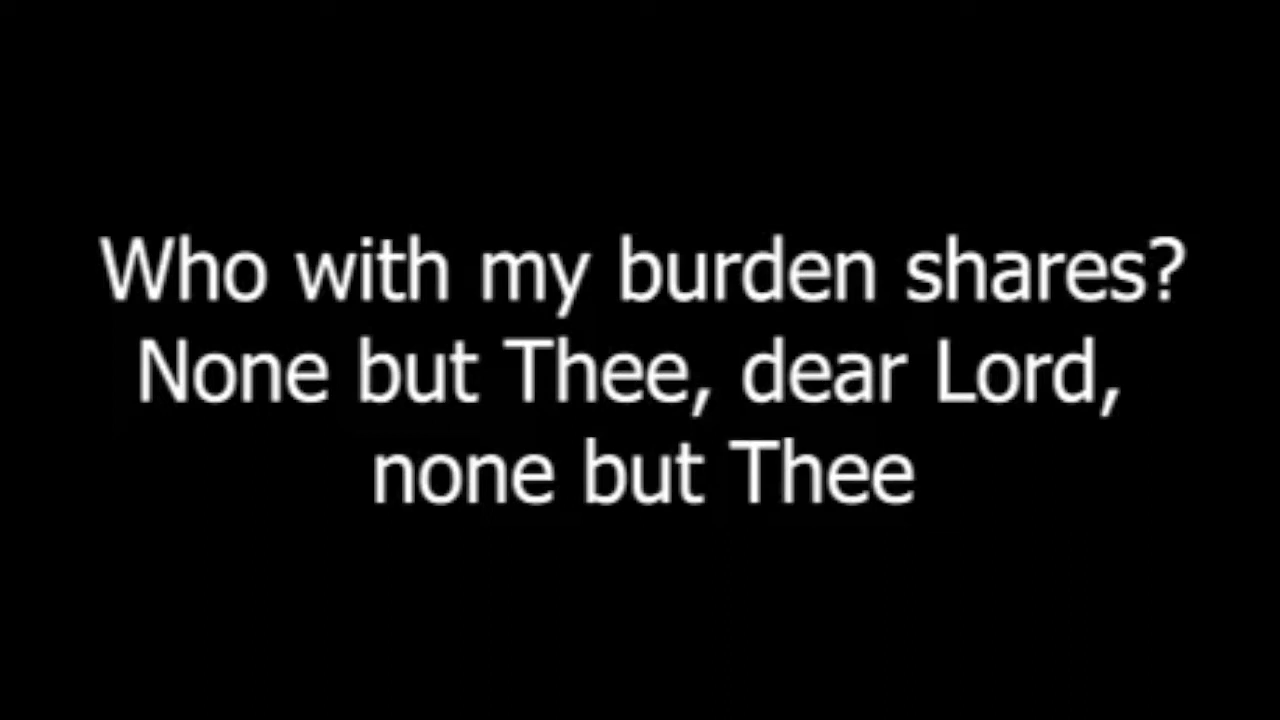 Who with my burden shares?
None but Thee, dear Lord,
none but Thee